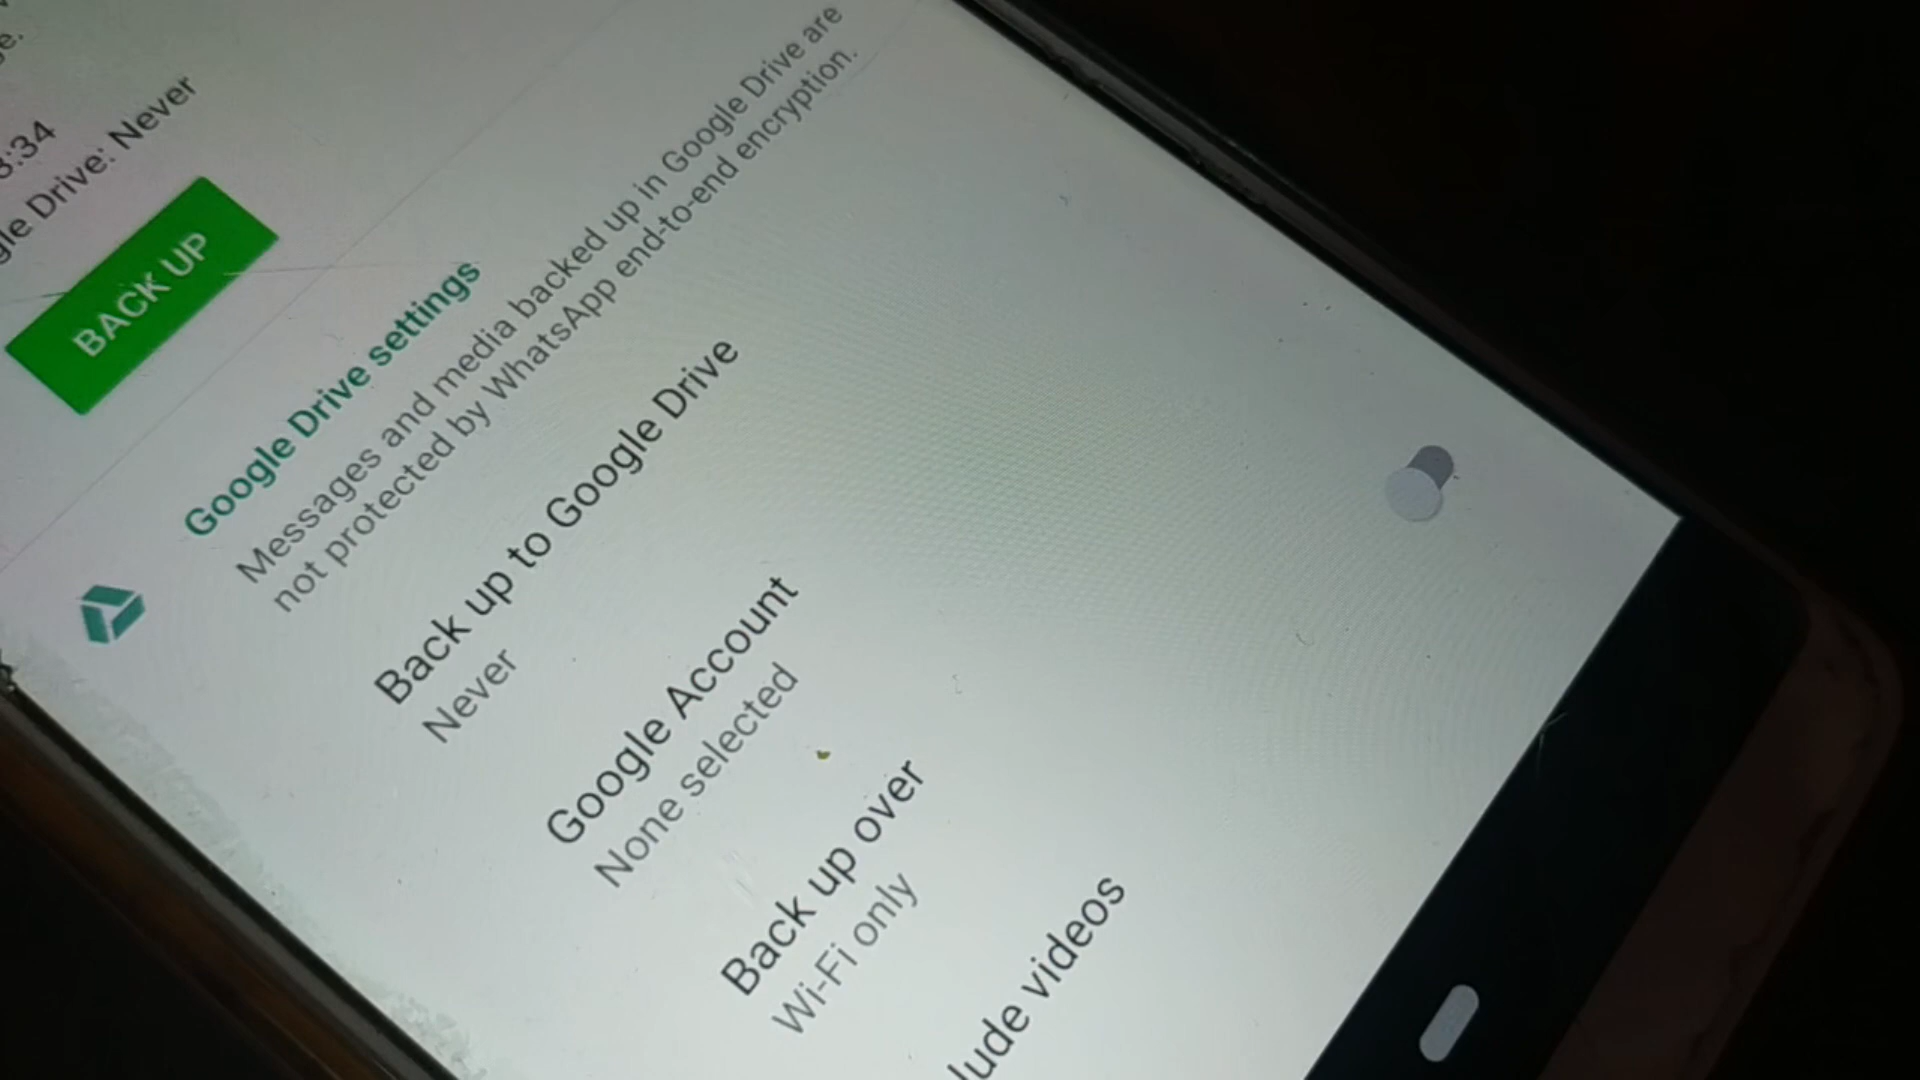 3:34
gle Drive: Never
BACK UP
Google Drive settings
Messages and media backed up in Google Drive are
not protected by WhatsApp end-to-end encryption.
Back up to Google Drive
Never
Google Account
None selected
Back up over
Wi-Fi only
lude videos